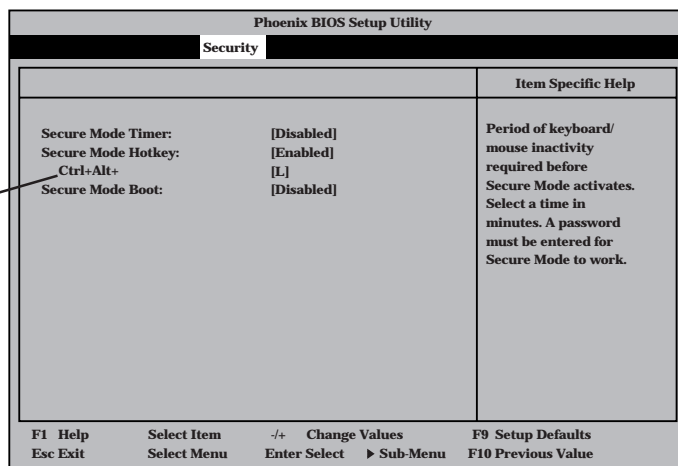 Phoenix BIOS Setup Utility
Security
Item Specific Help
Secure Mode Timer: [Disabled]
Secure Mode Hotkey: [Enabled]
Ctrl+Alt+ [L]
Secure Mode Boot: [Disabled]
Period of keyboard/
mouse inactivity
required before
Secure Mode activates.
Select a time in
minutes. A password
must be entered for
Secure Mode to work.
F1 Help Select Item -/+ Change Values F9 Setup Defaults
Esc Exit Select Menu Enter Select ▶ Sub-Menu F10 Previous Value